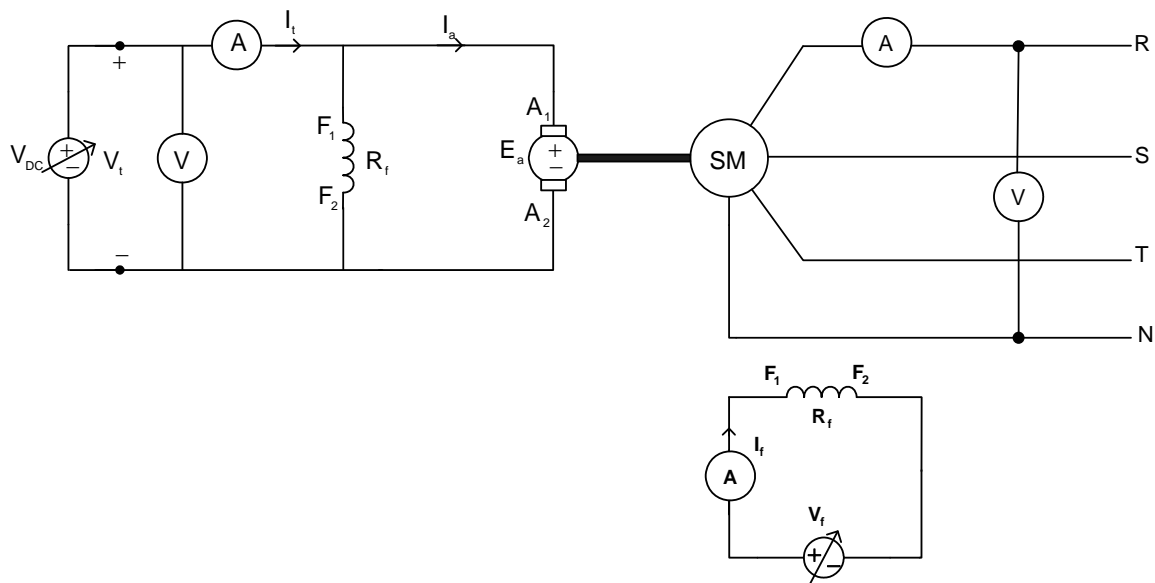 I_t
I_a
R
A
A
+
A_1
F_1
E_a
+
−
V_DC
+
−
V_t
V
R_f
SM
S
F_2
V
A_2
−
T
N
F_1
F_2
R_f
I_f
A
V_f
+
−